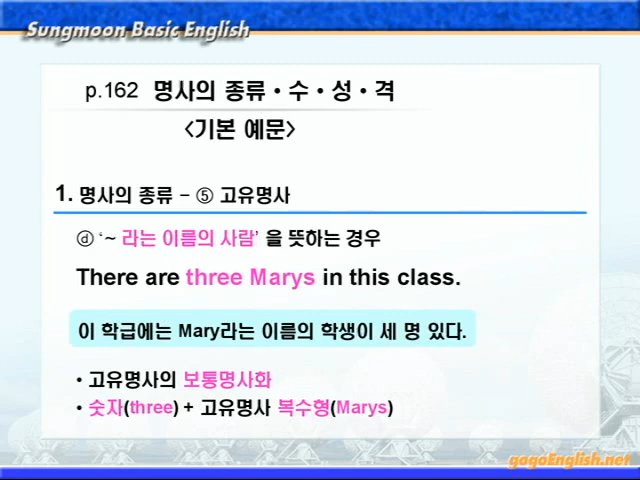 Sungmoon Basic English
p.162 명사의 종류 • 수 • 성 • 격
<기본 예문>
1. 명사의 종류 – ⑤ 고유명사
ⓓ ‘~ 라는 이름의 사람’ 을 뜻하는 경우
There are three Marys in this class.
이 학급에는 Mary라는 이름의 학생이 세 명 있다.
• 고유명사의 보통명사화
• 숫자(three) + 고유명사 복수형(Marys)
gogoEnglish.net